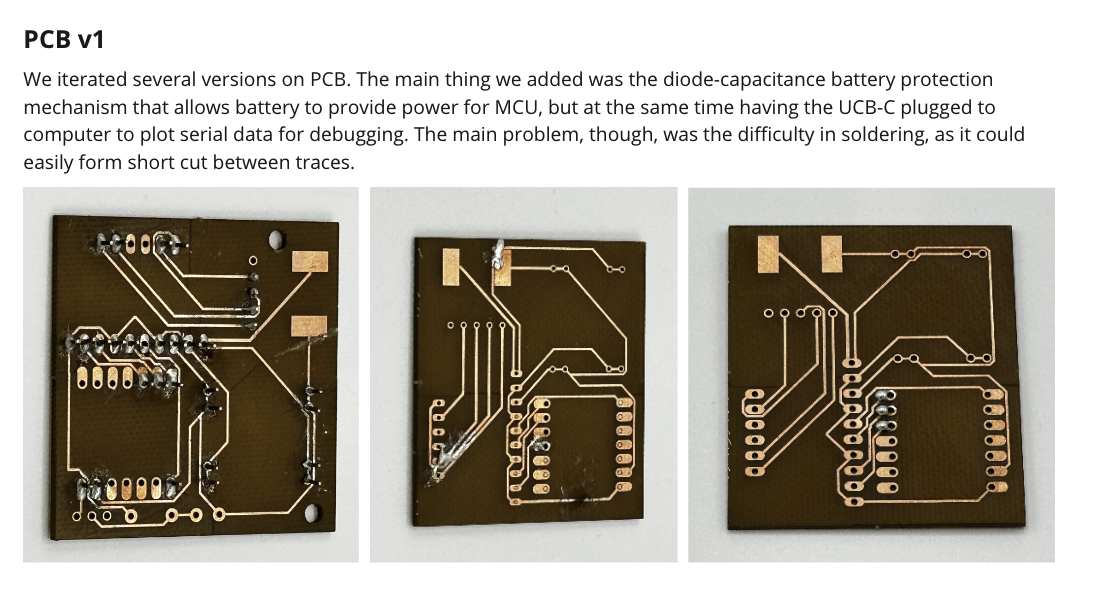 PCB v1
We iterated several versions on PCB. The main thing we added was the diode-capacitance battery protection
mechanism that allows battery to provide power for MCU, but at the same time having the UCB-C plugged to
computer to plot serial data for debugging. The main problem, though, was the difficulty in soldering, as it could
easily form short cut between traces.